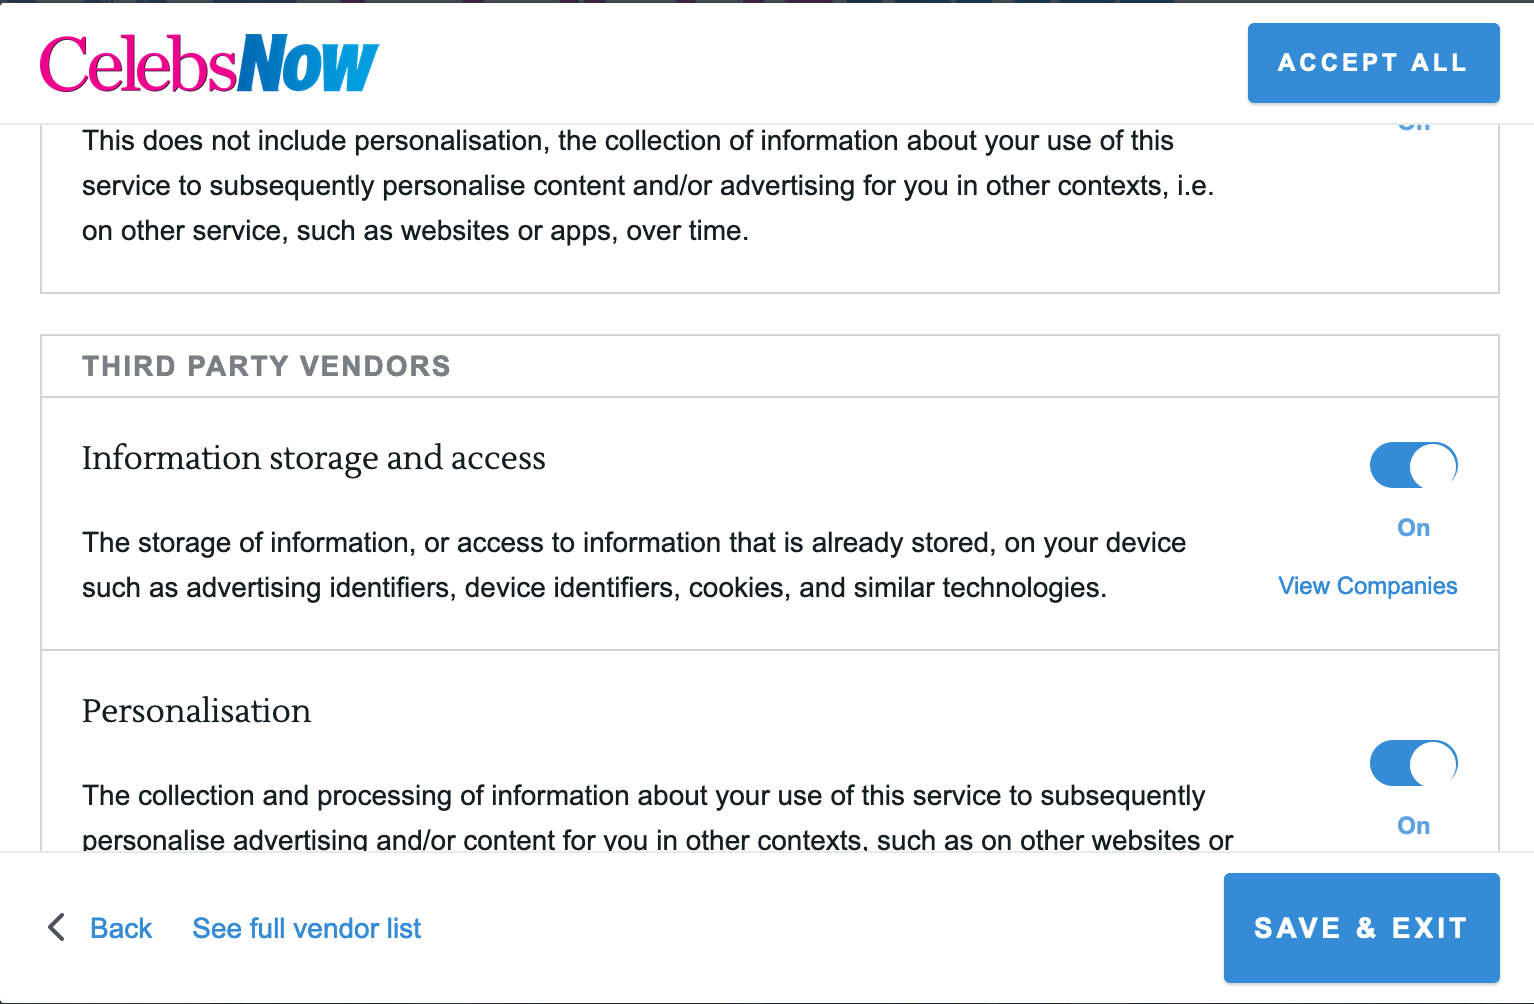 CelebsNow
ACCEPT ALL
On
This does not include personalisation, the collection of information about your use of this
service to subsequently personalise content and/or advertising for you in other contexts, i.e.
on other service, such as websites or apps, over time.
THIRD PARTY VENDORS
Information storage and access
On
The storage of information, or access to information that is already stored, on your device
such as advertising identifiers, device identifiers, cookies, and similar technologies.
View Companies
Personalisation
The collection and processing of information about your use of this service to subsequently
On
personalise advertising and/or content for you in other contexts, such as on other websites or
Back
See full vendor list
SAVE & EXIT